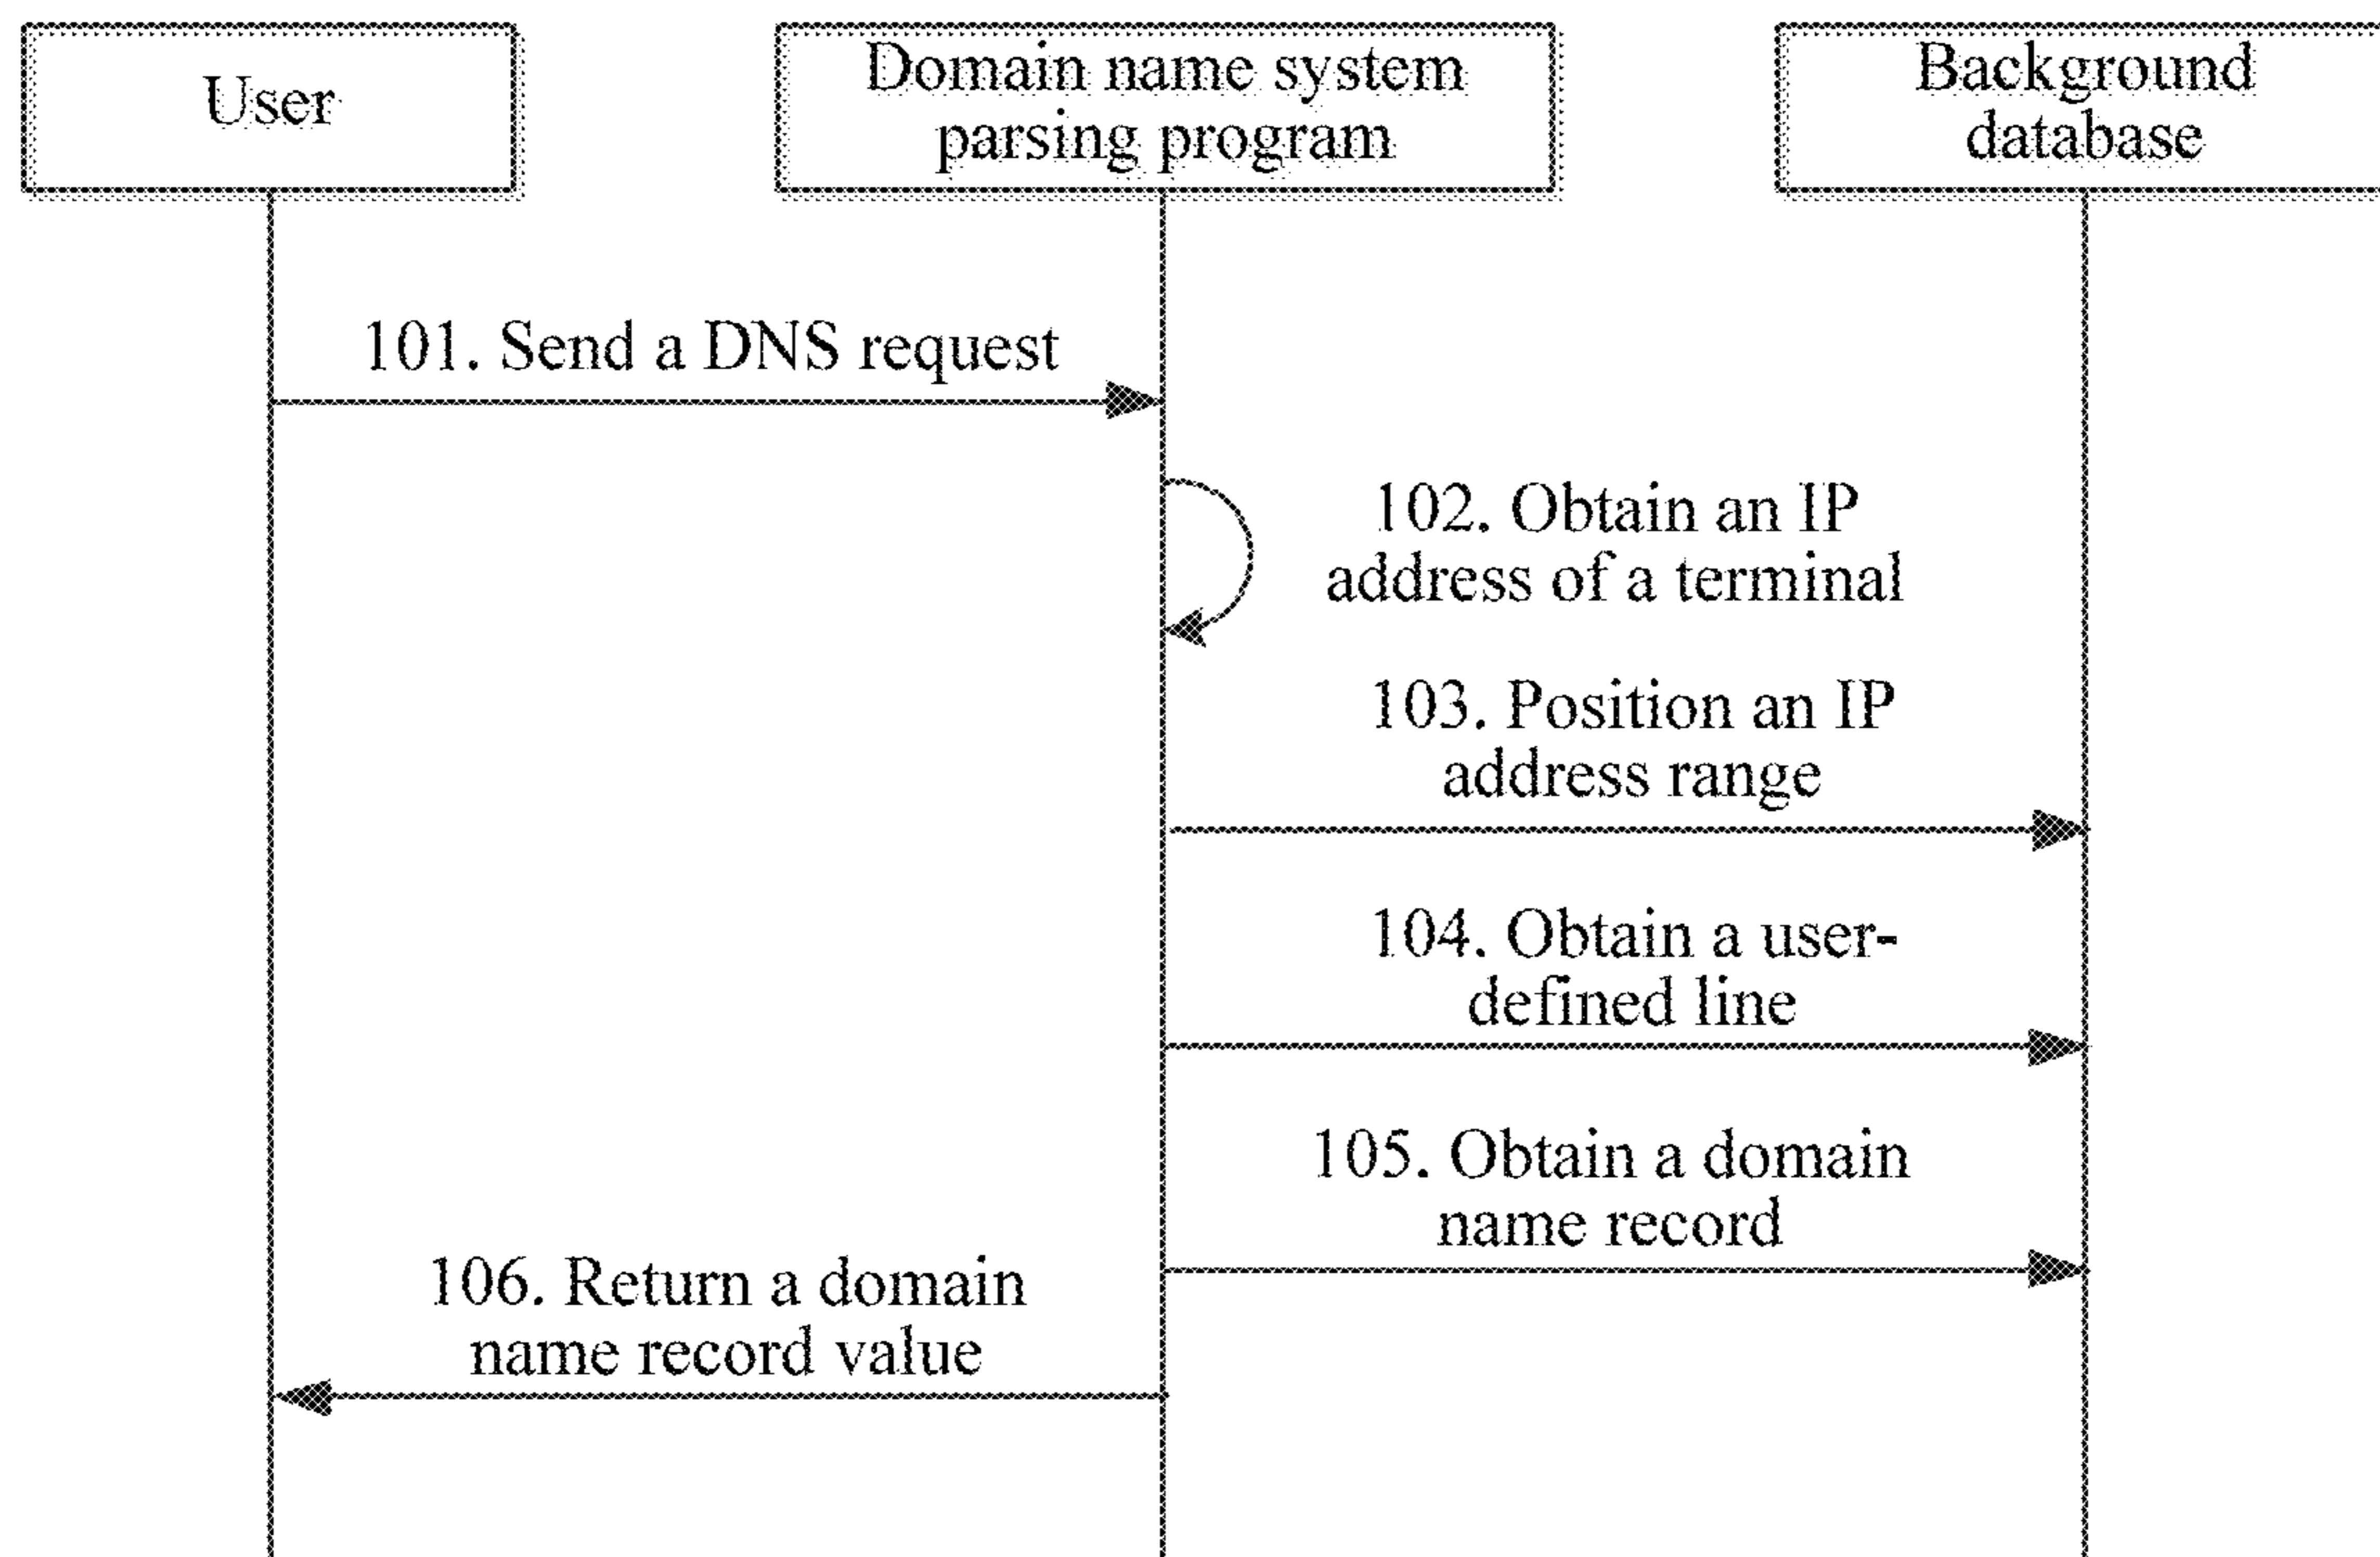 User
Domain name system
parsing program
Background
database
101. Send a DNS request
102. Obtain an IP
address of a terminal
103. Position an IP
address range
104. Obtain a user-
defined line
105. Obtain a domain
name record
106. Return a domain
name record value